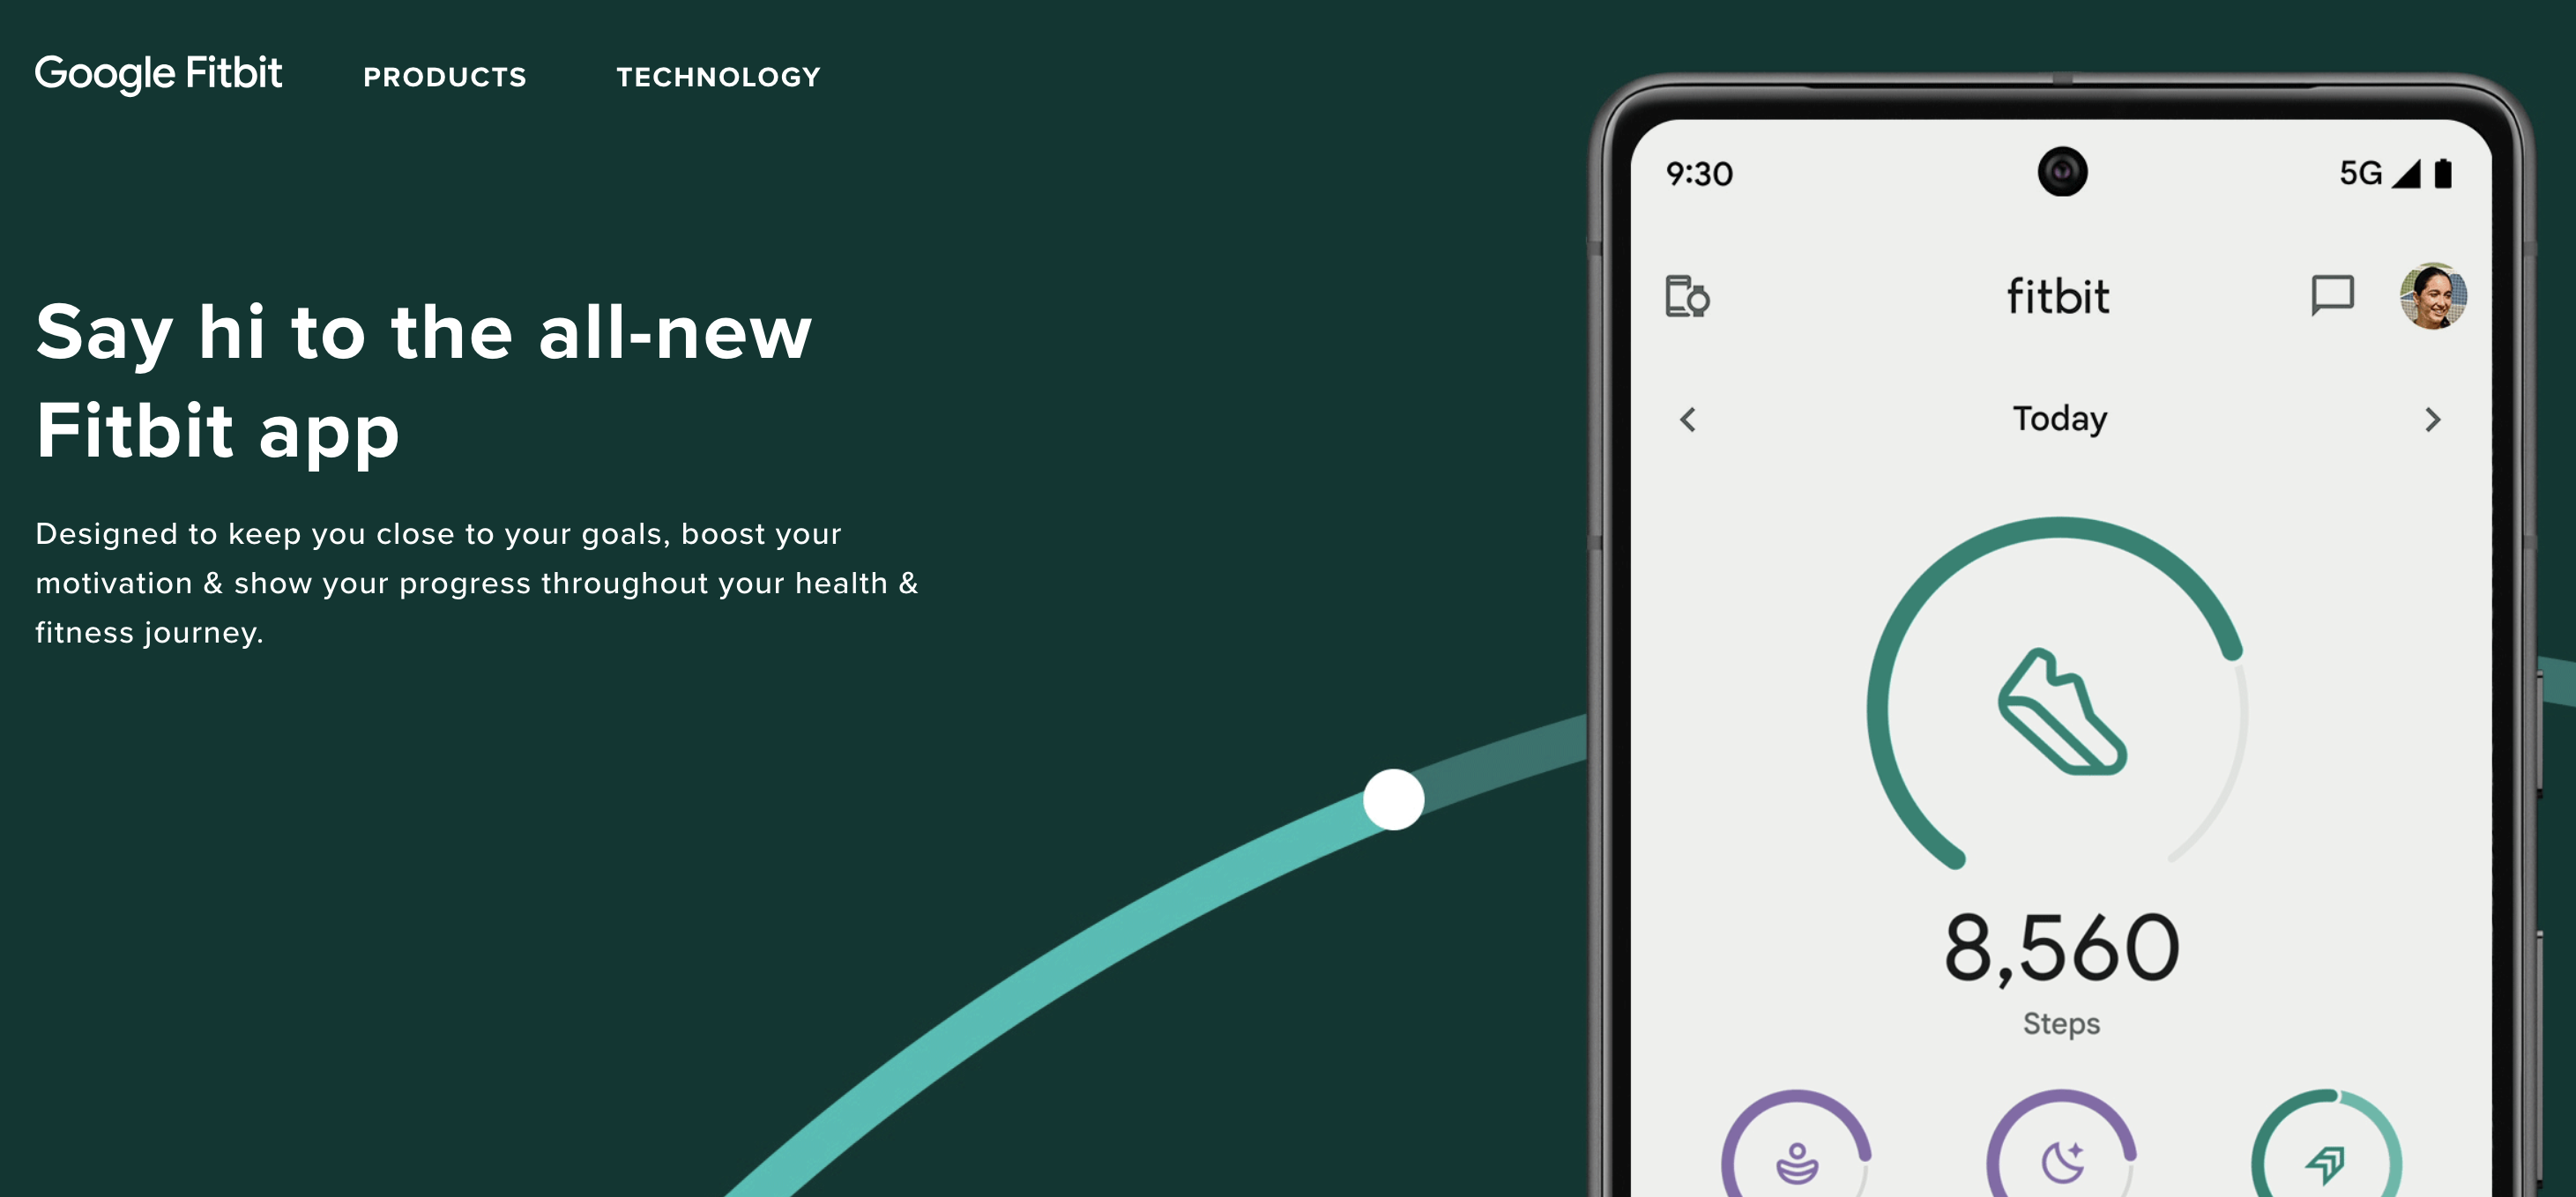 Google Fitbit
PRODUCTS
TECHNOLOGY
Say hi to the all-new
Fitbit app
Designed to keep you close to your goals, boost your
motivation & show your progress throughout your health &
fitness journey.
9:30
5G
fitbit
Today
8,560
Steps